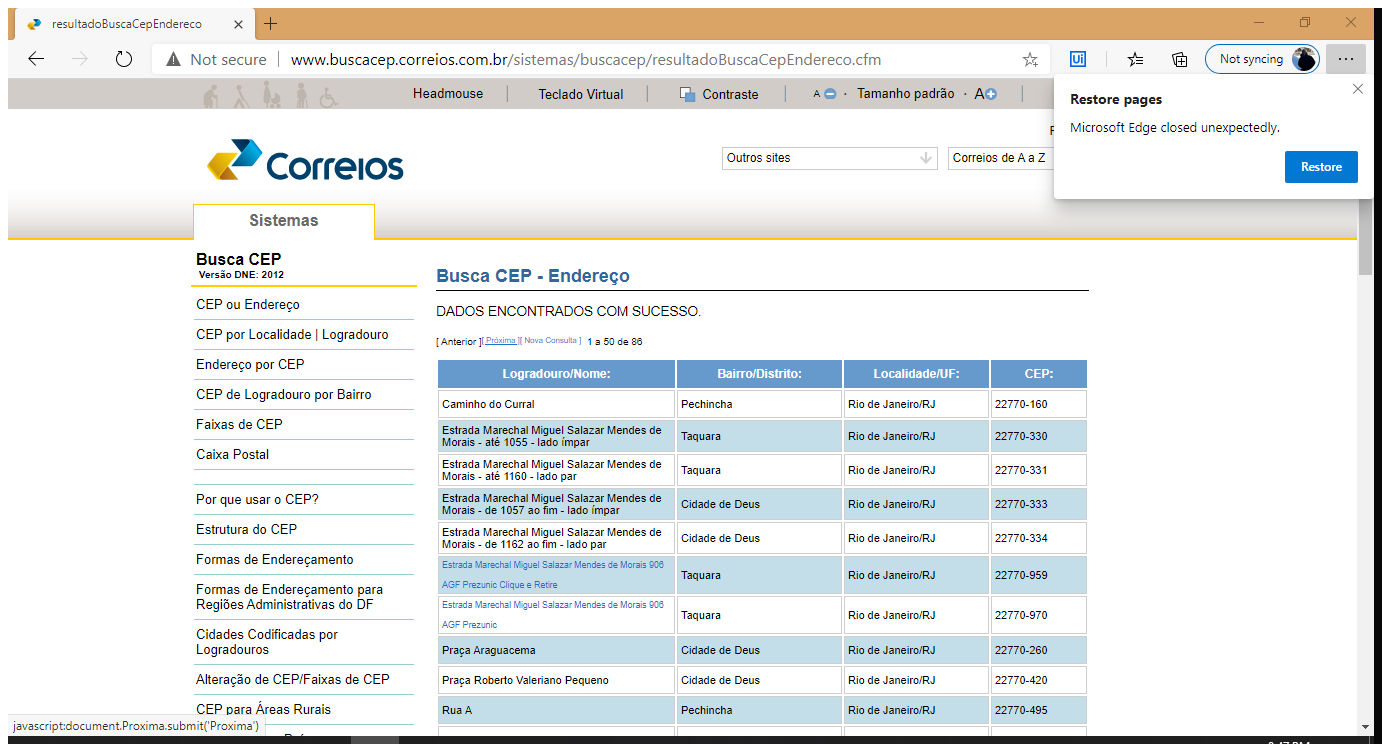 resultadoBuscaCepEndereco
Not secure
www.buscacep.correios.com.br/sistemas/buscacep/resultadoBuscaCepEndereco.cfm
Ui
Not syncing
Headmouse
Teclado Virtual
Contraste
A
Tamanho padrão
A
Restore pages
Microsoft Edge closed unexpectedly.
Restore
Correios
Outros sites
Correios de A a Z
Sistemas
Busca CEP
Versão DNE: 2012
CEP ou Endereço
CEP por Localidade | Logradouro
Endereço por CEP
CEP de Logradouro por Bairro
Faixas de CEP
Caixa Postal
Por que usar o CEP?
Estrutura do CEP
Formas de Endereçamento
Formas de Endereçamento para
Regiões Administrativas do DF
Cidades Codificadas por
Logradouros
Alteração de CEP/Faixas de CEP
CEP para Áreas Rurais
javascript:document.Proxima.submit('Proxima')
Busca CEP - Endereço
DADOS ENCONTRADOS COM SUCESSO.
[ Anterior ][ Próxima ][ Nova Consulta ] 1 a 50 de 86
Logradouro/Nome: Bairro/Distrito: Localidade/UF: CEP:
Caminho do Curral Pechincha Rio de Janeiro/RJ 22770-160
Estrada Marechal Miguel Salazar Mendes de
Morais - até 1055 - lado ímpar Taquara Rio de Janeiro/RJ 22770-330
Estrada Marechal Miguel Salazar Mendes de
Morais - até 1160 - lado par Taquara Rio de Janeiro/RJ 22770-331
Estrada Marechal Miguel Salazar Mendes de
Morais - de 1057 ao fim - lado ímpar Cidade de Deus Rio de Janeiro/RJ 22770-333
Estrada Marechal Miguel Salazar Mendes de
Morais - de 1162 ao fim - lado par Cidade de Deus Rio de Janeiro/RJ 22770-334
Estrada Marechal Miguel Salazar Mendes de Morais 906
AGF Prezunic Clique e Retire Taquara Rio de Janeiro/RJ 22770-959
Estrada Marechal Miguel Salazar Mendes de Morais 906
AGF Prezunic Taquara Rio de Janeiro/RJ 22770-970
Praça Araguacema Cidade de Deus Rio de Janeiro/RJ 22770-260
Praça Roberto Valeriano Pequeno Cidade de Deus Rio de Janeiro/RJ 22770-420
Rua A Pechincha Rio de Janeiro/RJ 22770-495